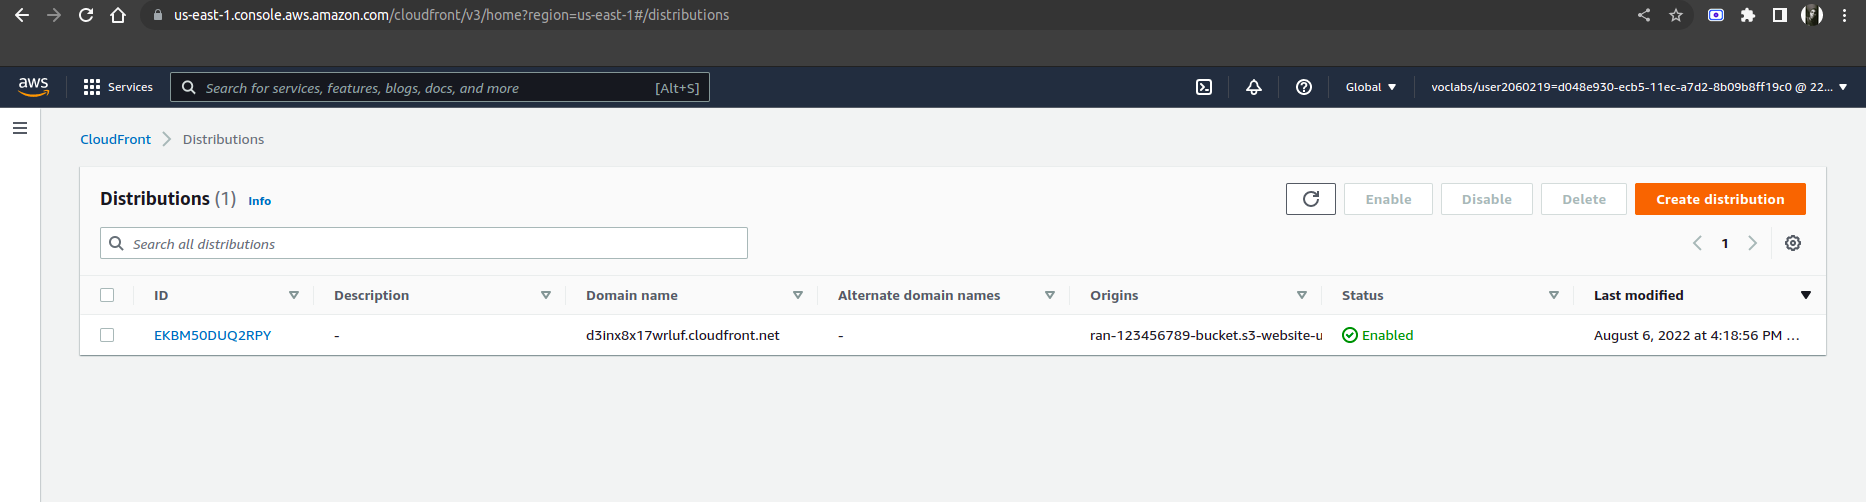 us-east-1.console.aws.amazon.com/cloudfront/v3/home?region=us-east-1#/distributions
aws Services Search for services, features, blogs, docs, and more [Alt+S] Global voclabs/user2060219=d048e930-ecb5-11ec-a7d2-8b09b8ff19c0 @ 22...
CloudFront Distributions
Distributions (1) Info Enable Disable Delete Create distribution
Search all distributions 1
ID Description Domain name Alternate domain names Origins Status Last modified
EKBM50DUQ2RPY - d3inx8x17wrluf.cloudfront.net - ran-123456789-bucket.s3-website-u Enabled August 6, 2022 at 4:18:56 PM ...